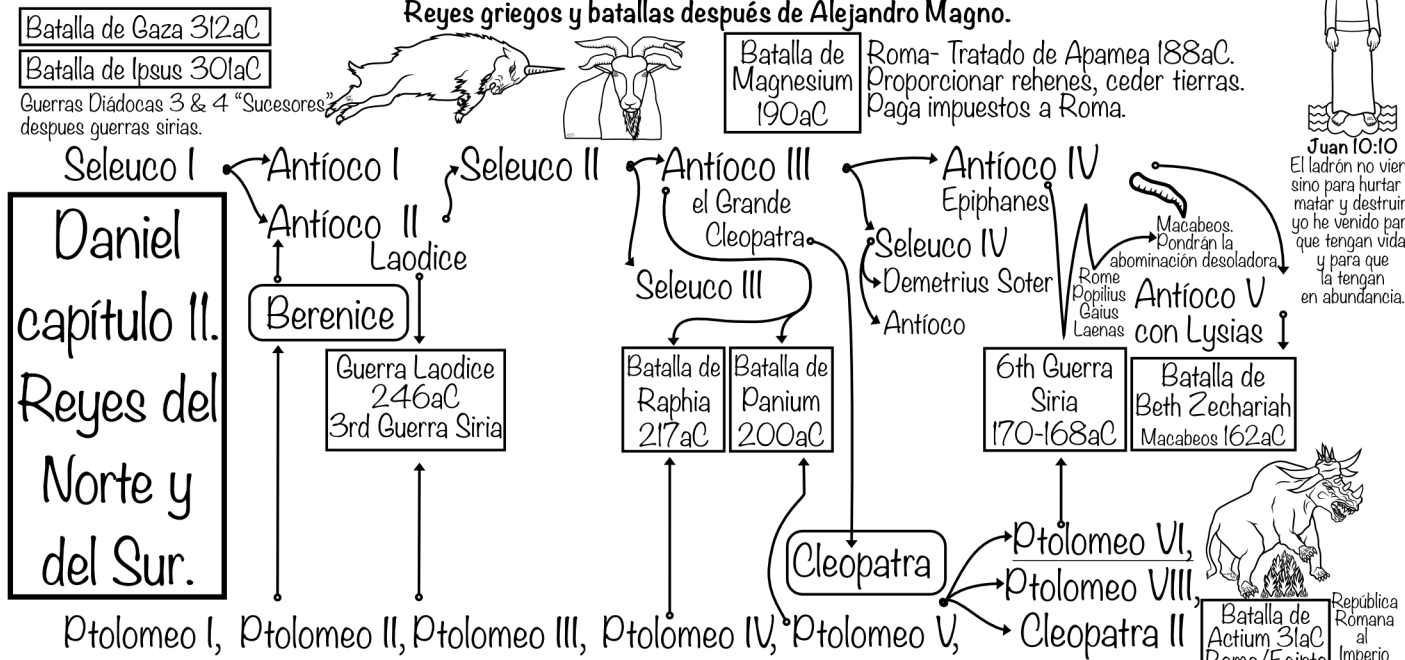 Reyes griegos y batallas después de Alejandro Magno.
Batalla de Gaza 312aC
Batalla de Ipsus 301aC
Guerras Diádocas 3 & 4 “Sucesores”,
despues guerras sirias.
Batalla de
Magnesium
190aC
Roma- Tratado de Apamea 188aC.
Proporcionar rehenes, ceder tierras.
Paga impuestos a Roma.
Juan 10:10
El ladrón no
sino para hurtar
matar y destruir
yo he venido
que tengan vida
y para que
la tengan
en abundancia.
Seleuco I
Antíoco I
Seleuco II
Antíoco III
Antíoco IV
el Grande
Epiphanes
Antíoco II
Laodice
Cleopatra
Seleuco IV
Macabeos.
Pondrán la
abominación desoladora
Seleuco III
Demetrius Soter
Antíoco
Rome
Popilius
Gaius
Laenas
Antíoco V
con Lysias
Daniel
capítulo 11.
Reyes del
Norte y
del Sur.
Berenice
Guerra Laodice
246aC
3rd Guerra Siria
Batalla de
Raphia
217aC
Batalla de
Panium
200aC
6th Guerra
Siria
170-168aC
Batalla de
Beth Zechariah
Macabeos 162aC
Cleopatra
Ptolomeo VI,
Ptolomeo VIII,
Cleopatra II
Ptolomeo I, Ptolomeo II, Ptolomeo III, Ptolomeo IV, Ptolomeo V,
Batalla de
Actium 31aC
Roma/Egipto
República
Romana
al
Imperio